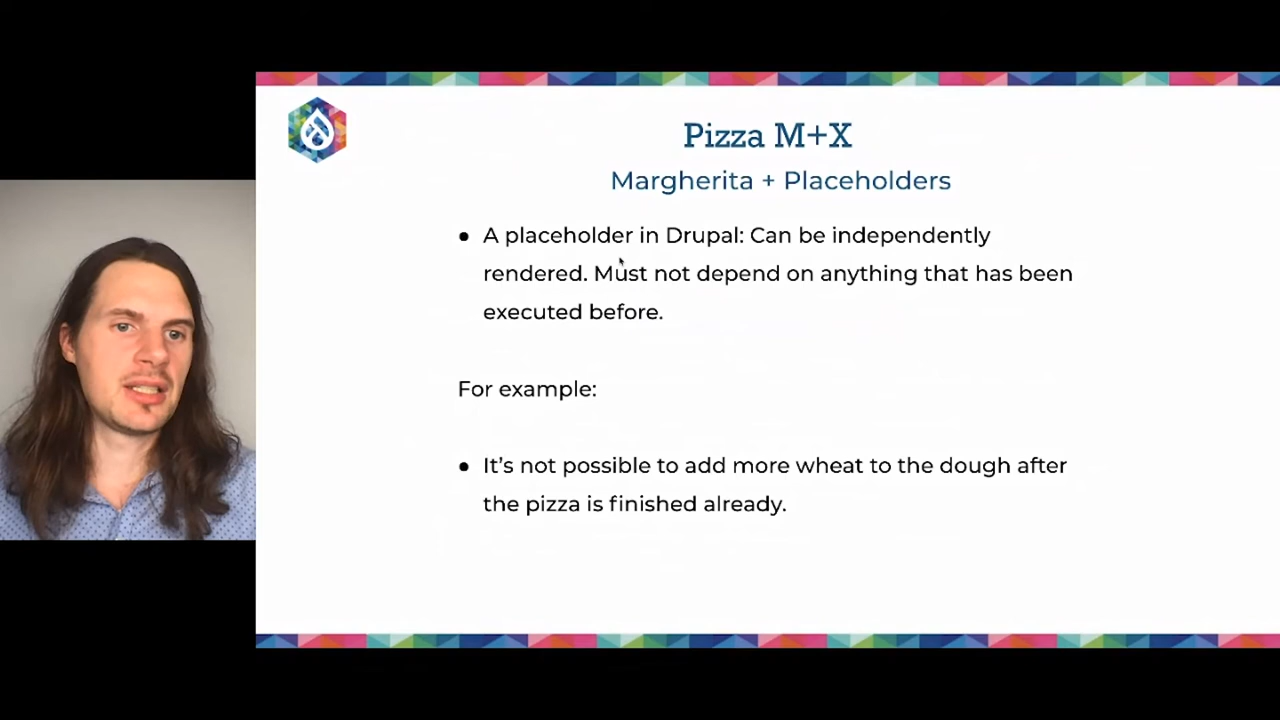 Pizza M+X
Margherita + Placeholders
● A placeholder in Drupal: Can be independently
rendered. Must not depend on anything that has been
executed before.
For example:
● It's not possible to add more wheat to the dough after
the pizza is finished already.